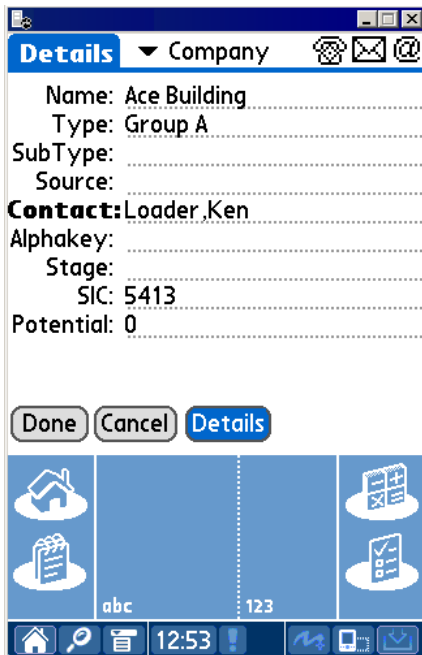 Details Company
Name: Ace Building
Type: Group A
SubType:
Source:
Contact: Loader,Ken
Alphakey:
Stage:
SIC: 5413
Potential: 0
Done Cancel Details
abc 123
12:53